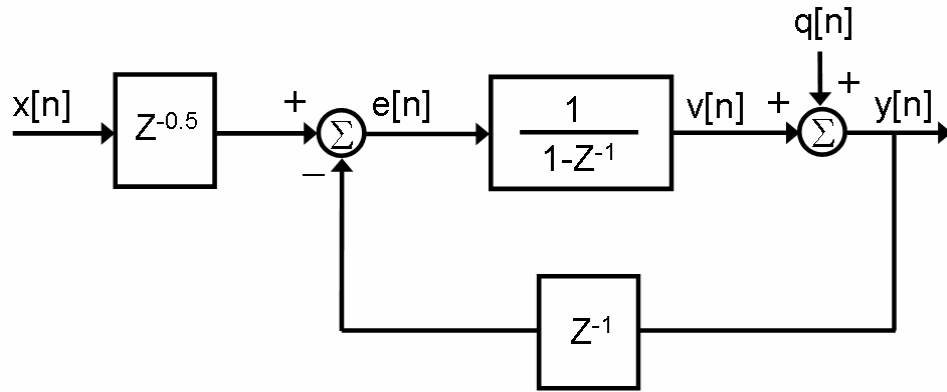 q[n]
x[n]
Z-0.5
+
Σ
−
e[n]
1
1-Z-1
v[n]
+
+
Σ
y[n]
Z-1